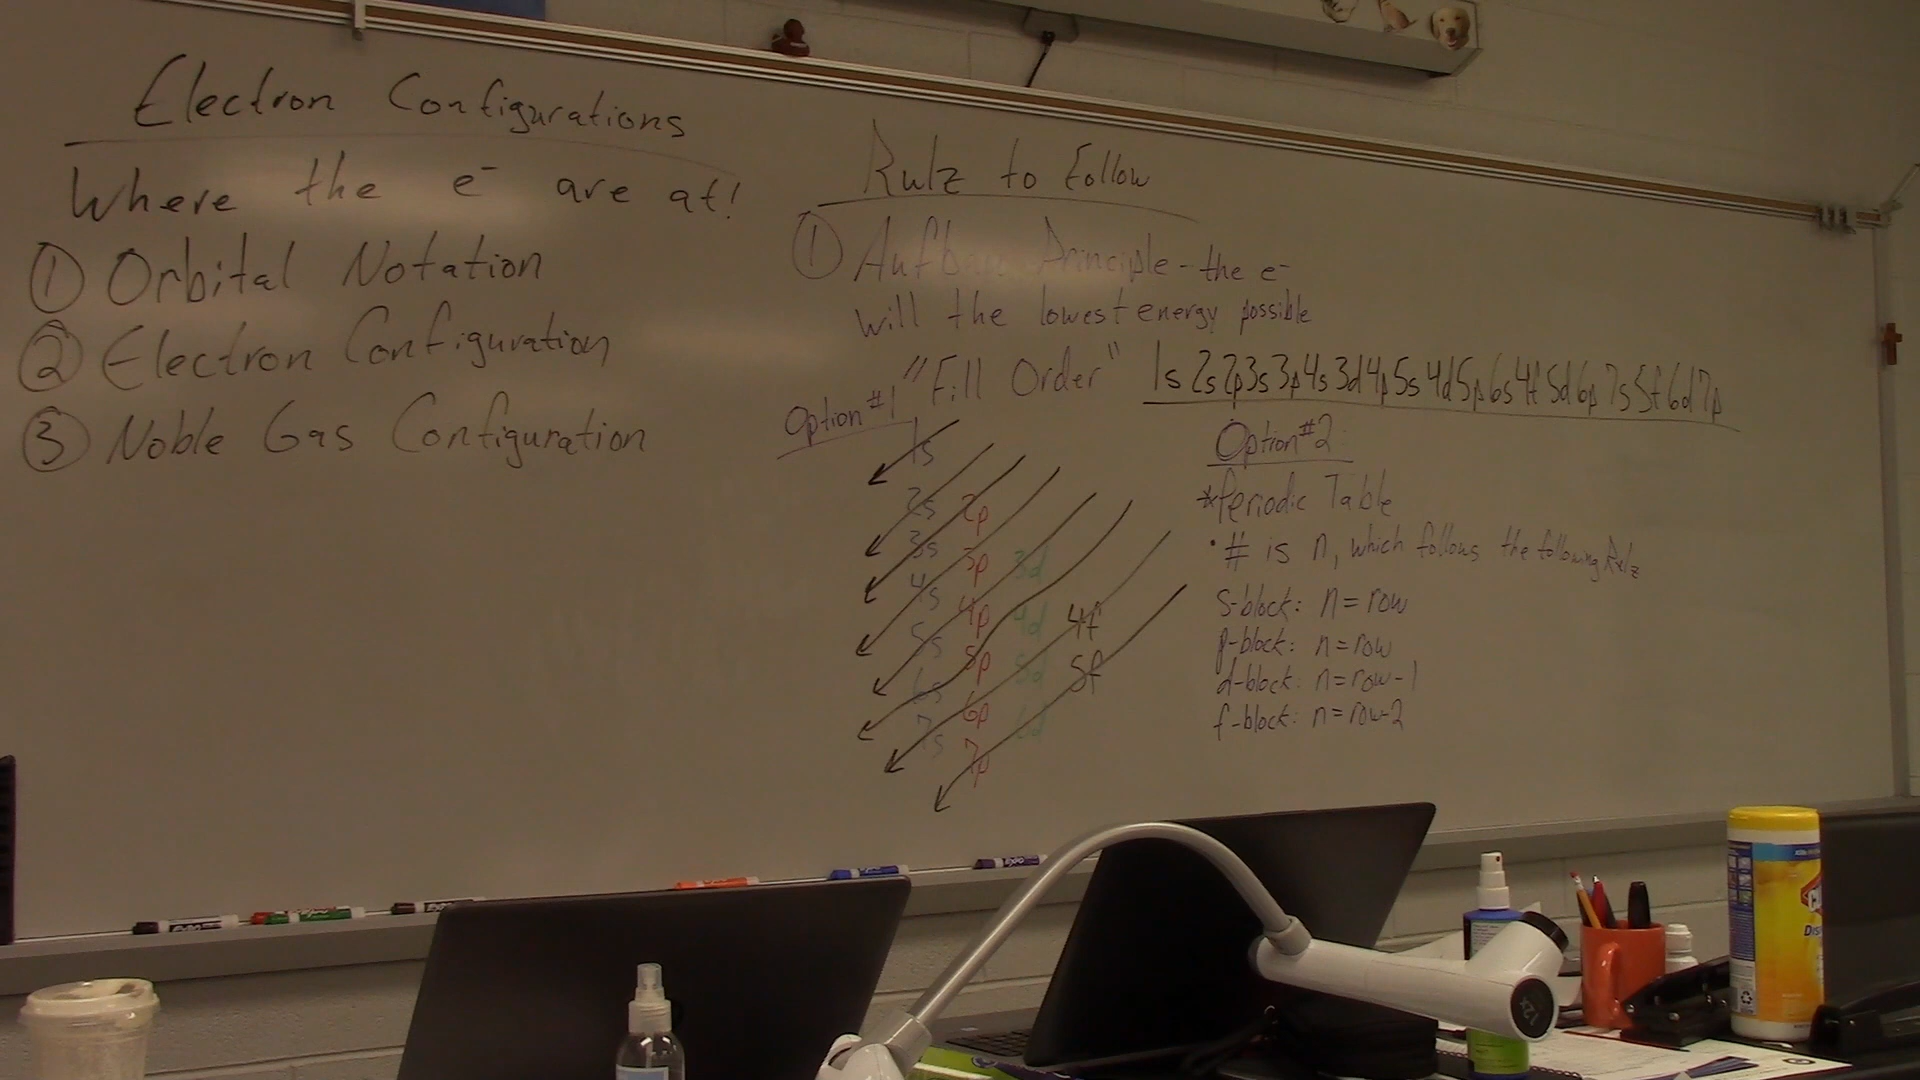 Electron Configurations
Where the e⁻ are at!
① Orbital Notation
② Electron Configuration
③ Noble Gas Configuration
Rulz to Follow
① Aufbau Principle - the e⁻
will the lowest energy possible
"Fill Order" 1s 2s 2p 3s 3p 4s 3d 4p 5s 4d 5p 6s 4f 5d 6p 7s 5f 6d 7p
Option #1
1s
2s 2p
3s 3p 3d
4s 4p 4d 4f
5s 5p 5d 5f
6s 6p 6d
7s 7p
Option #2:
*Periodic Table
• # is n, which follows the following Rulz
s-block: n = row
p-block: n = row
d-block: n = row-1
f-block: n = row-2
EXPO
12x